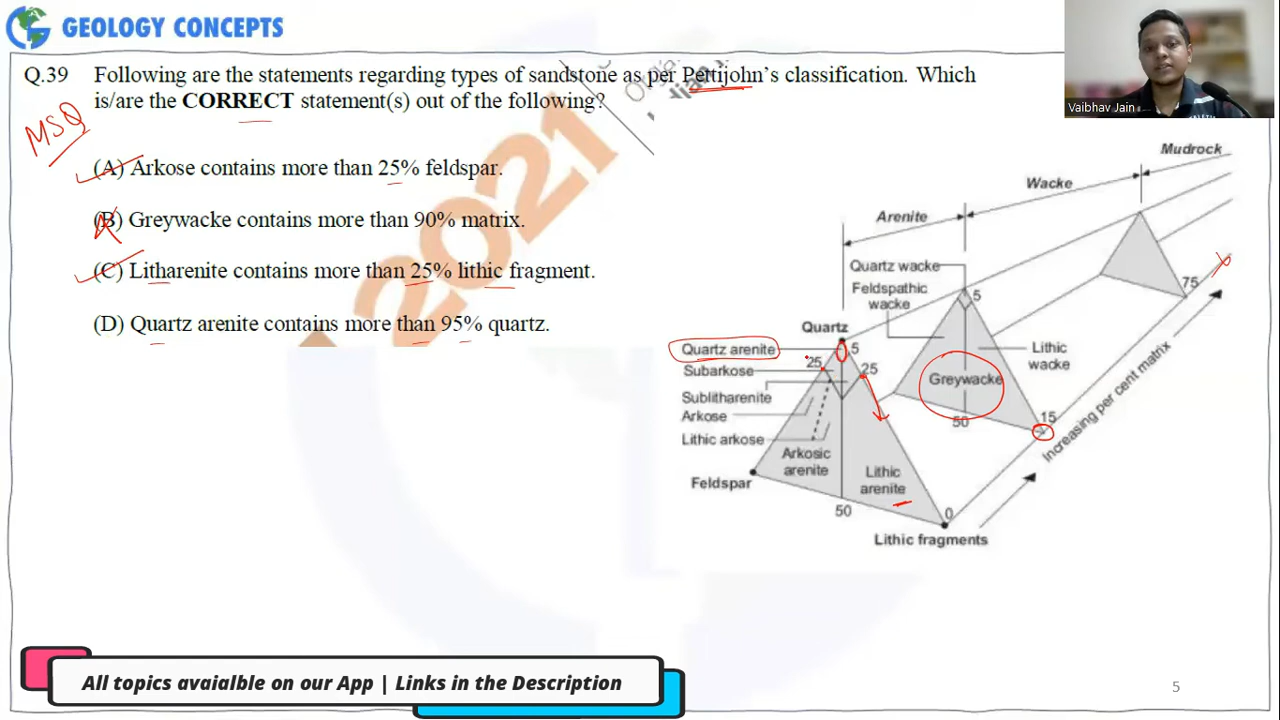 GEOLOGY CONCEPTS
Vaibhav Jain
Q.39 Following are the statements regarding types of sandstone as per Pettijohn's classification. Which
is/are the CORRECT statement(s) out of the following?
MSQ
(A) Arkose contains more than 25% feldspar.
(B) Greywacke contains more than 90% matrix.
(C) Litharenite contains more than 25% lithic fragment.
(D) Quartz arenite contains more than 95% quartz.
2021
Mudrock
Wacke
Arenite
Quartz wacke
Feldspathic
wacke
5
75
Quartz
Quartz arenite
5
25
25
Subarkose
Sublitharenite
Arkose
Lithic arkose
Lithic
wacke
Greywacke
50
15
Increasing per cent matrix
Arkosic
arenite
Lithic
arenite
Feldspar
50
0
Lithic fragments
All topics avaialble on our App | Links in the Description
5